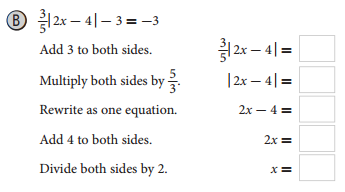 B 3/5|2x – 4| – 3 = –3
Add 3 to both sides. 3/5|2x – 4| =
Multiply both sides by 5/3. |2x – 4| =
Rewrite as one equation. 2x – 4 =
Add 4 to both sides. 2x =
Divide both sides by 2. x =